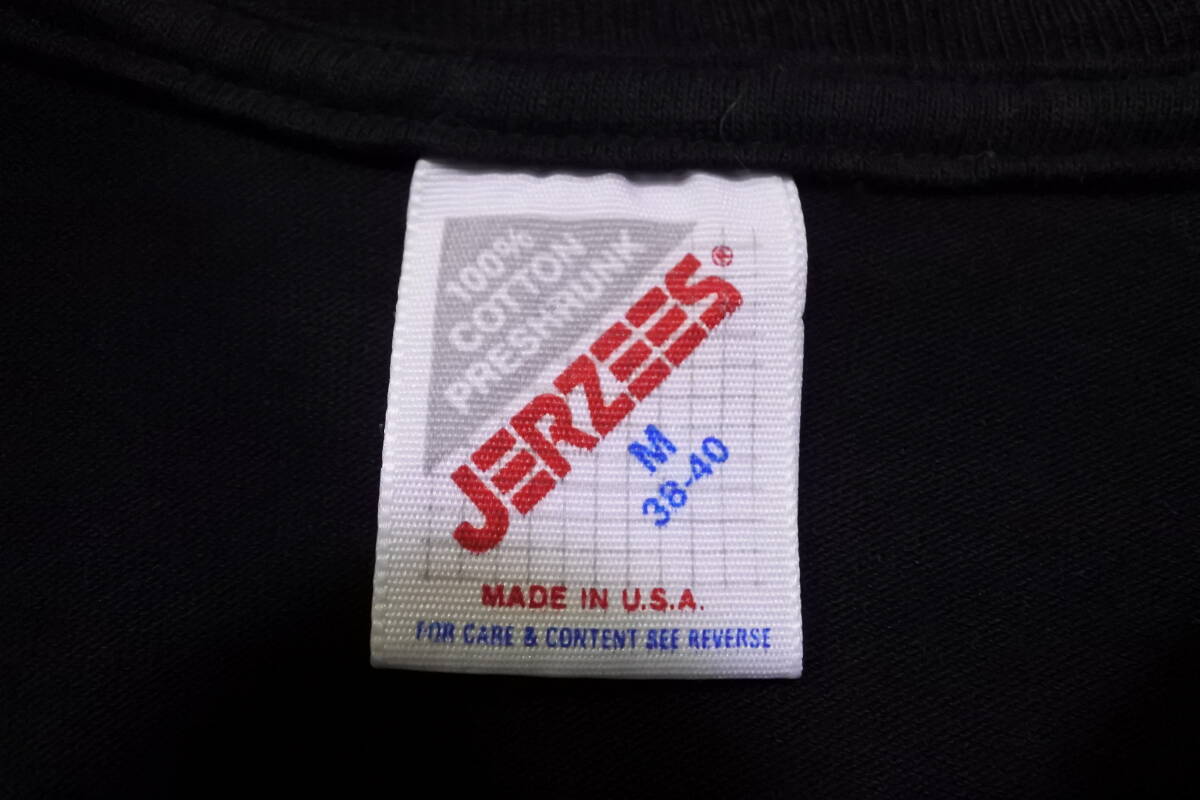 100%
COTTON
PRESHRUNK
JERZEES®
M
38-40
MADE IN U.S.A.
FOR CARE & CONTENT SEE REVERSE